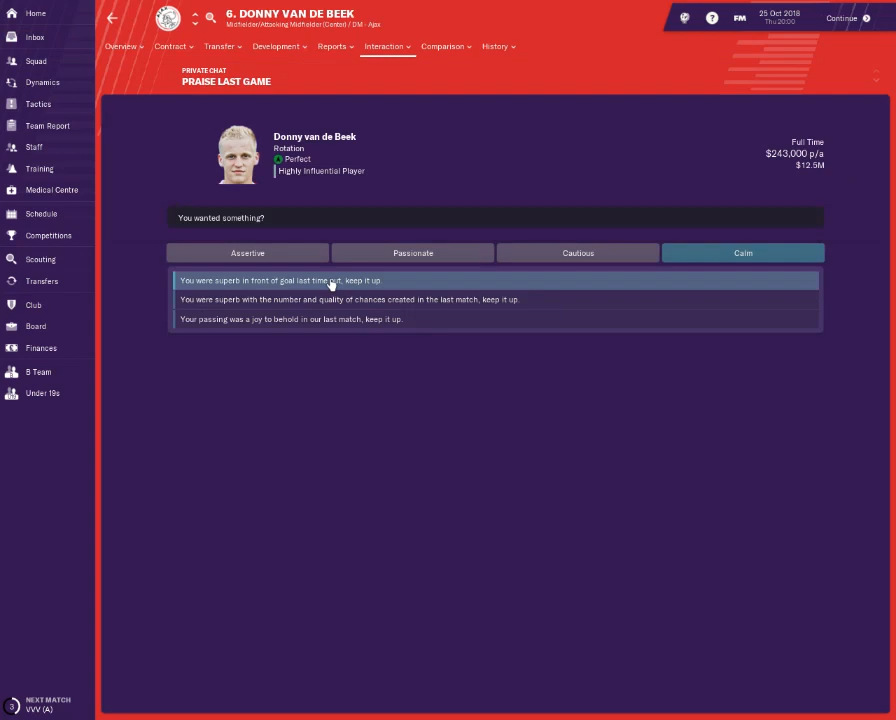 Home
Inbox
Squad
Dynamics
Tactics
Team Report
Staff
Training
Medical Centre
Schedule
Competitions
Scouting
Transfers
Club
Board
Finances
B Team
Under 19s
3
NEXT MATCH
VVV (A)
6. DONNY VAN DE BEEK
Midfielder/Attacking Midfielder (Center) / DM - Ajax
?
FM
25 Oct 2018
Thu 20:00
Continue
Overview
Contract
Transfer
Development
Reports
Interaction
Comparison
History
PRIVATE CHAT
PRAISE LAST GAME
Donny van de Beek
Rotation
Perfect
Highly Influential Player
Full Time
$243,000 p/a
$12.5M
You wanted something?
Assertive
Passionate
Cautious
Calm
You were superb in front of goal last time out, keep it up.
You were superb with the number and quality of chances created in the last match, keep it up.
Your passing was a joy to behold in our last match, keep it up.